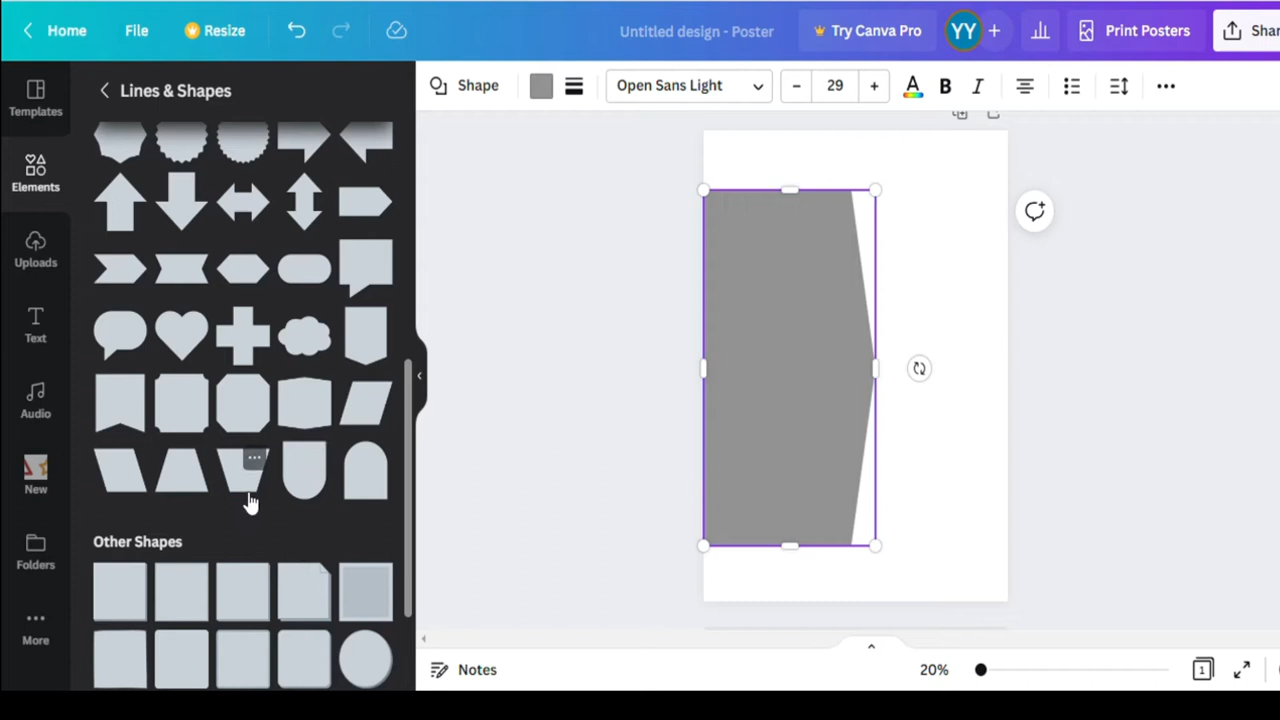 Home File Resize Untitled design - Poster Try Canva Pro YY + Print Posters Shar
Templates
Elements
Uploads
Text
Audio
New
Folders
More
Lines & Shapes
Other Shapes
Shape Open Sans Light - 29 + A B I
Notes 20% 1